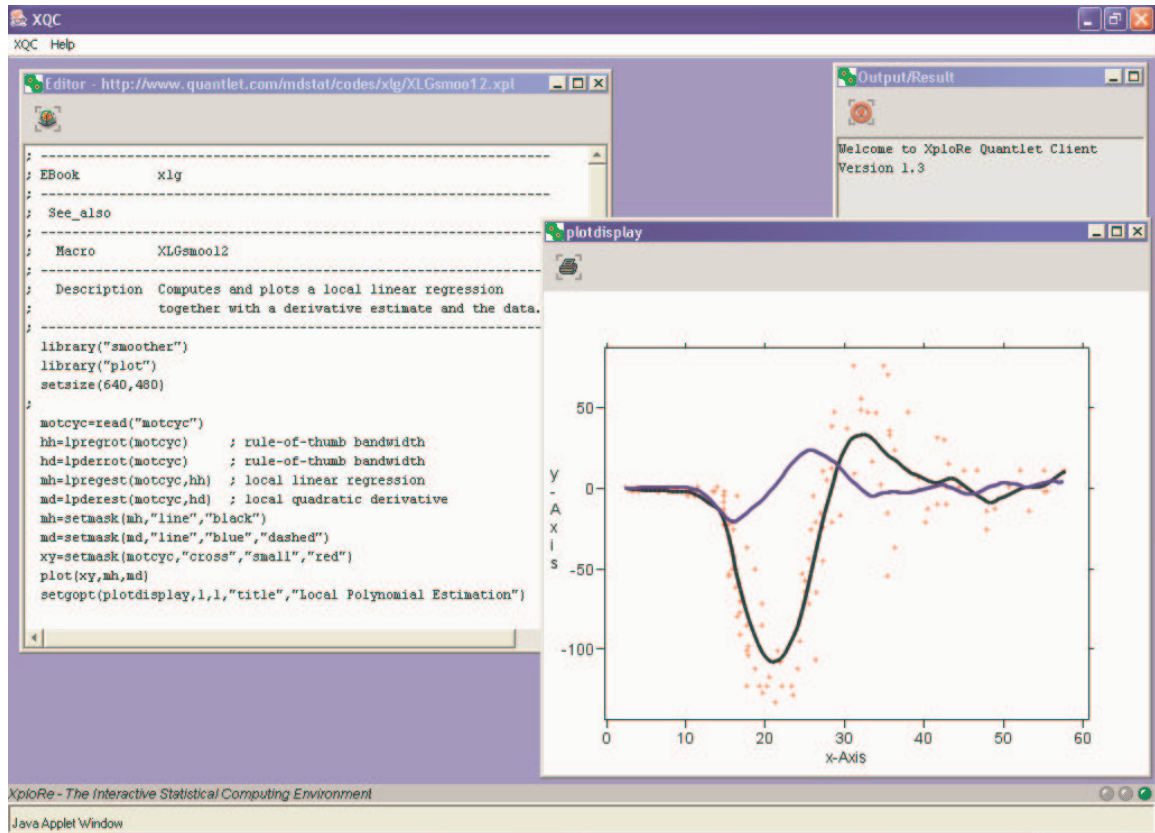 XQC
XQC Help
Editor - http://www.quantlet.com/mdstat/codes/xlg/XLGsmoo12.xpl
; -----------------------------------------------------------------
; EBook xlg
; -----------------------------------------------------------------
; See_also
; -----------------------------------------------------------------
; Macro XLGsmoo12
; -----------------------------------------------------------------
; Description Computes and plots a local linear regression
; together with a derivative estimate and the data.
; -----------------------------------------------------------------
library("smoother")
library("plot")
setsize(640,480)
;
motcyc=read("motcyc")
hh=lpregrot(motcyc) ; rule-of-thumb bandwidth
hd=lpderrot(motcyc) ; rule-of-thumb bandwidth
mh=lpregest(motcyc,hh) ; local linear regression
md=lpderest(motcyc,hd) ; local quadratic derivative
mh=setmask(mh,"line","black")
md=setmask(md,"line","blue","dashed")
xy=setmask(motcyc,"cross","small","red")
plot(xy,mh,md)
setgopt(plotdisplay,1,1,"title","Local Polynomial Estimation")
Output/Result
Welcome to XploRe Quantlet Client
Version 1.3
plotdisplay
50
0
-50
-100
y-Axis
0 10 20 30 40 50 60
x-Axis
XploRe - The Interactive Statistical Computing Environment
Java Applet Window